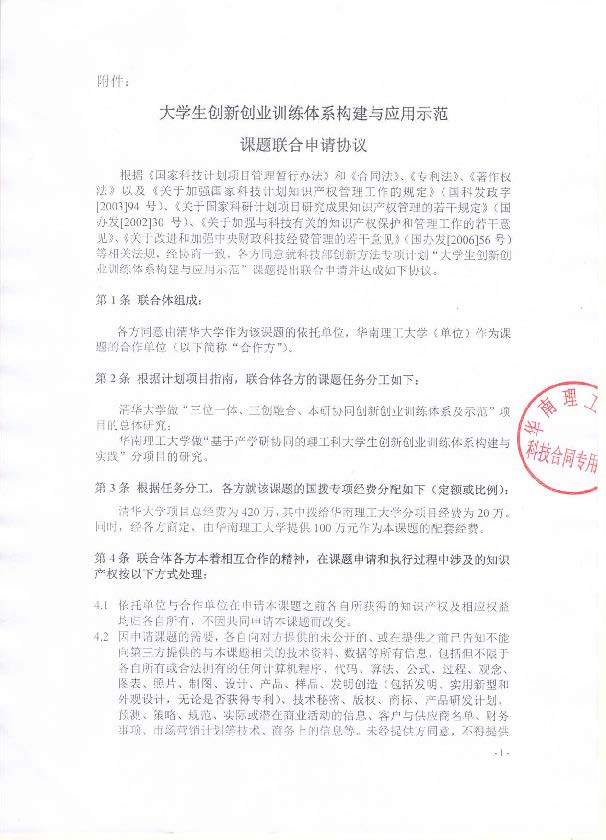 附件：
大学生创新创业训练体系构建与应用示范
课题联合申请协议
根据《国家科技计划项目管理暂行办法》和《合同法》、《专利法》、《著作权
法》以及《关于加强国家科技计划知识产权管理工作的规定》（国科发政字
[2003]94 号）、《关于国家科研计划项目研究成果知识产权管理的若干规定》（国
办发[2002]30 号）、《关于加强与科技有关的知识产权保护和管理工作的若干意
见》、《关于改进和加强中央财政科技经费管理的若干意见》（国办发[2006]56 号）
等相关法规，经协商一致，各方同意就科技部创新方法专项计划“大学生创新创
业训练体系构建与应用示范”课题提出联合申请并达成如下协议。
第 1 条 联合体组成：
各方同意由清华大学作为该课题的依托单位，华南理工大学（单位）作为课
题的合作单位（以下简称“合作方”）。
第 2 条 根据计划项目指南，联合体各方的课题任务分工如下：
清华大学做“三位一体、三创融合、本研协同创新创业训练体系及示范”项
目的总体研究；
华南理工大学做“基于产学研协同的理工科大学生创新创业训练体系构建与
实践”分项目的研究。
第 3 条 根据任务分工，各方就该课题的国拨专项经费分配如下（定额或比例）：
清华大学项目总经费为 420 万，其中拨给华南理工大学分项目经费为 20 万。
同时，经各方商定，由华南理工大学提供 100 万元作为本课题的配套经费。
第 4 条 联合体各方本着相互合作的精神，在课题申请和执行过程中涉及的知识
产权按以下方式处理：
4.1 依托单位与合作单位在申请本课题之前各自所获得的知识产权及相应权益
均归各自所有，不因共同申请本课题而改变。
4.2 因申请课题的需要，各自向对方提供的未公开的、或在提供之前已告知不能
向第三方提供的与本课题相关的技术资料、数据等所有信息，包括但不限于
各自所有或合法拥有的任何计算机程序、代码、算法、公式、过程、观念、
图表、照片、制图、设计、产品、样品、发明创造（包括发明，实用新型和
外观设计，无论是否获得专利）、技术秘密、版权、商标、产品研发计划、
预测、策略、规范、实际或潜在商业活动的信息、客户与供应商名单、财务
事项、市场营销计划等技术、商务上的信息等。未经提供方同意，不得提供
- 1 -
华南理工
科技合同专用